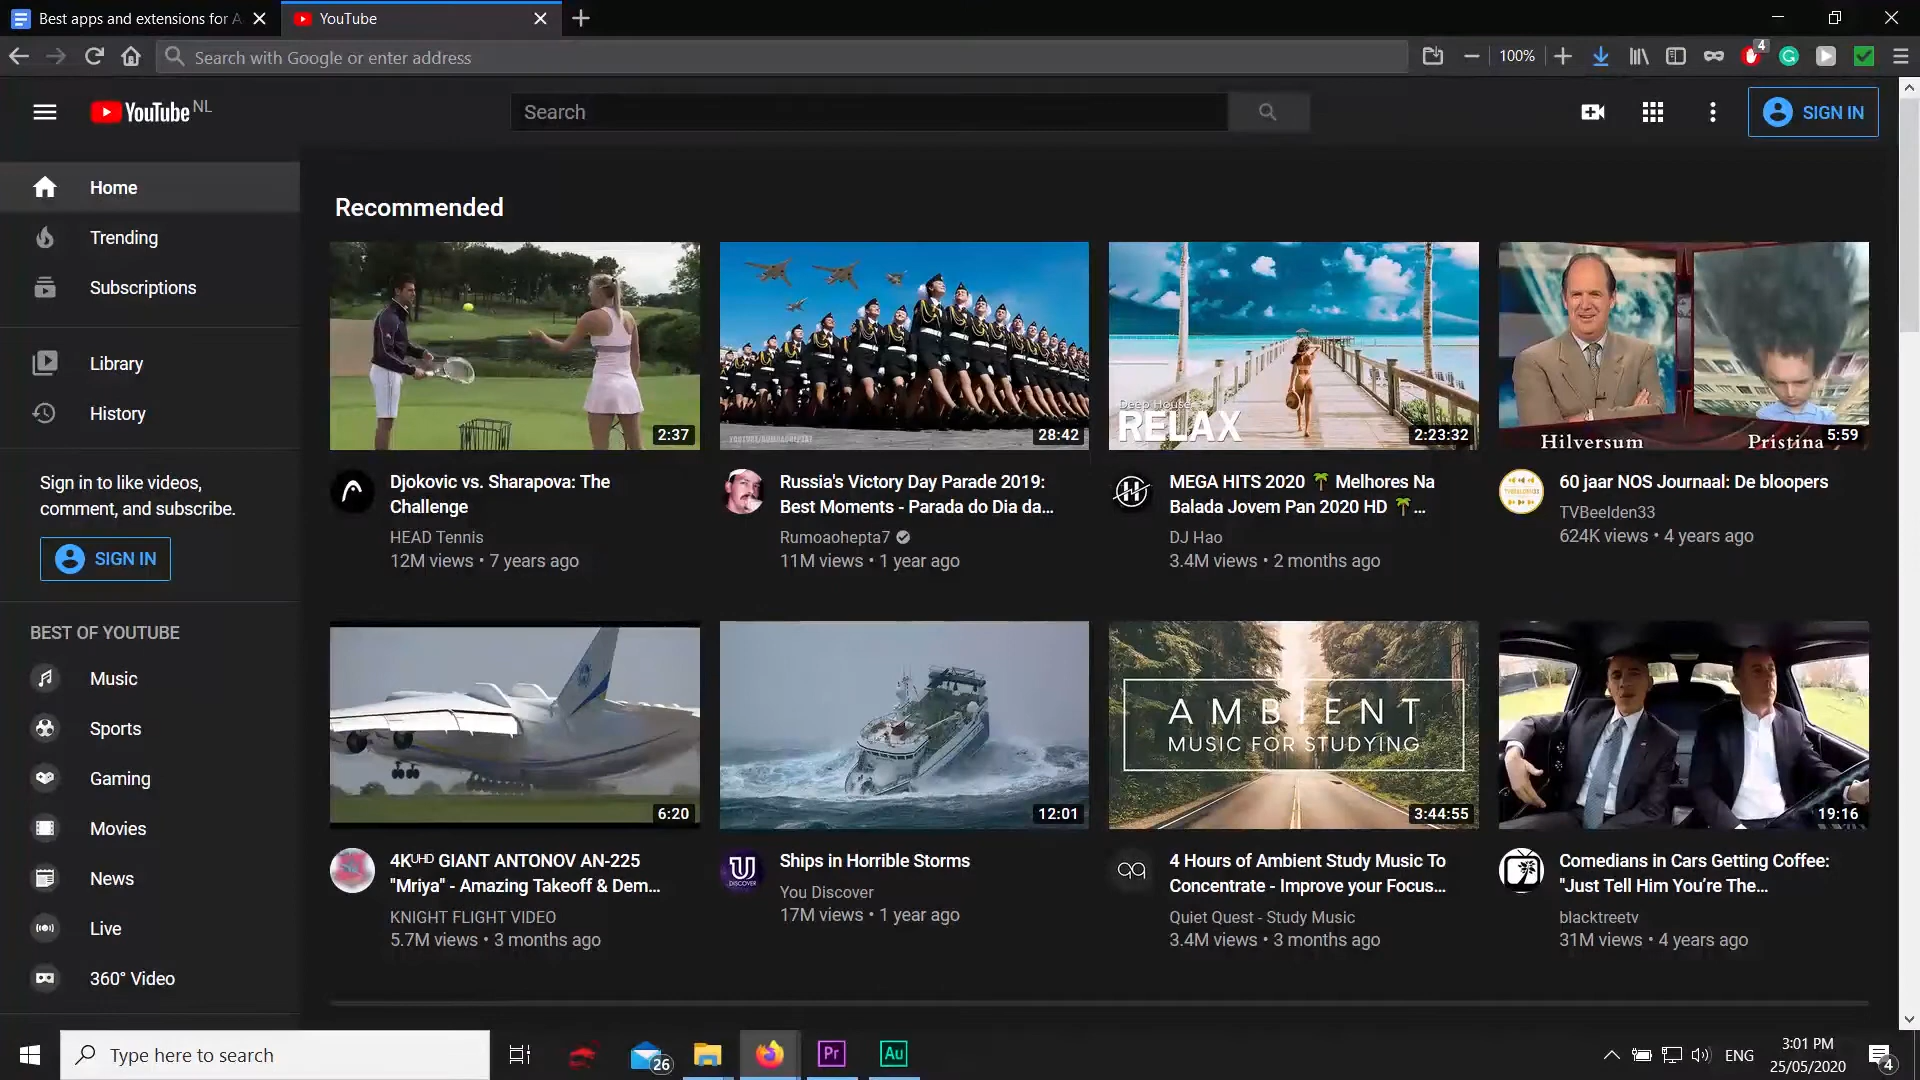 Best apps and extensions for A
YouTube
Search with Google or enter address
100%
4
YouTube NL
Search
SIGN IN
Home
Trending
Subscriptions
Library
History
Sign in to like videos,
comment, and subscribe.
SIGN IN
BEST OF YOUTUBE
Music
Sports
Gaming
Movies
News
Live
360° Video
Recommended
2:37
Djokovic vs. Sharapova: The
Challenge
HEAD Tennis
12M views • 7 years ago
28:42
Russia's Victory Day Parade 2019:
Best Moments - Parada do Dia da...
Rumoaohepta7
11M views • 1 year ago
Deep House
RELAX
2:23:32
MEGA HITS 2020 🌴 Melhores Na
Balada Jovem Pan 2020 HD 🌴...
DJ Hao
3.4M views • 2 months ago
Hilversum
Pristina
5:59
60 jaar NOS Journaal: De bloopers
TVBeelden33
624K views • 4 years ago
6:20
4Kᵁᴴᴰ GIANT ANTONOV AN-225
"Mriya" - Amazing Takeoff & Dem...
KNIGHT FLIGHT VIDEO
5.7M views • 3 months ago
12:01
U
DISCOVER
Ships in Horrible Storms
You Discover
17M views • 1 year ago
AMBIENT
MUSIC FOR STUDYING
3:44:55
4 Hours of Ambient Study Music To
Concentrate - Improve your Focus...
Quiet Quest - Study Music
3.4M views • 3 months ago
19:16
Comedians in Cars Getting Coffee:
"Just Tell Him You’re The...
blacktreetv
31M views • 4 years ago
Type here to search
26
Pr
Au
ENG
3:01 PM
25/05/2020
4